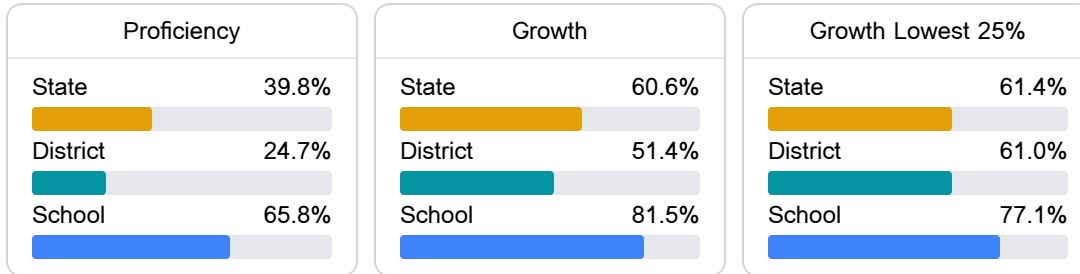 Proficiency
State 39.8%
District 24.7%
School 65.8%
Growth
State 60.6%
District 51.4%
School 81.5%
Growth Lowest 25%
State 61.4%
District 61.0%
School 77.1%